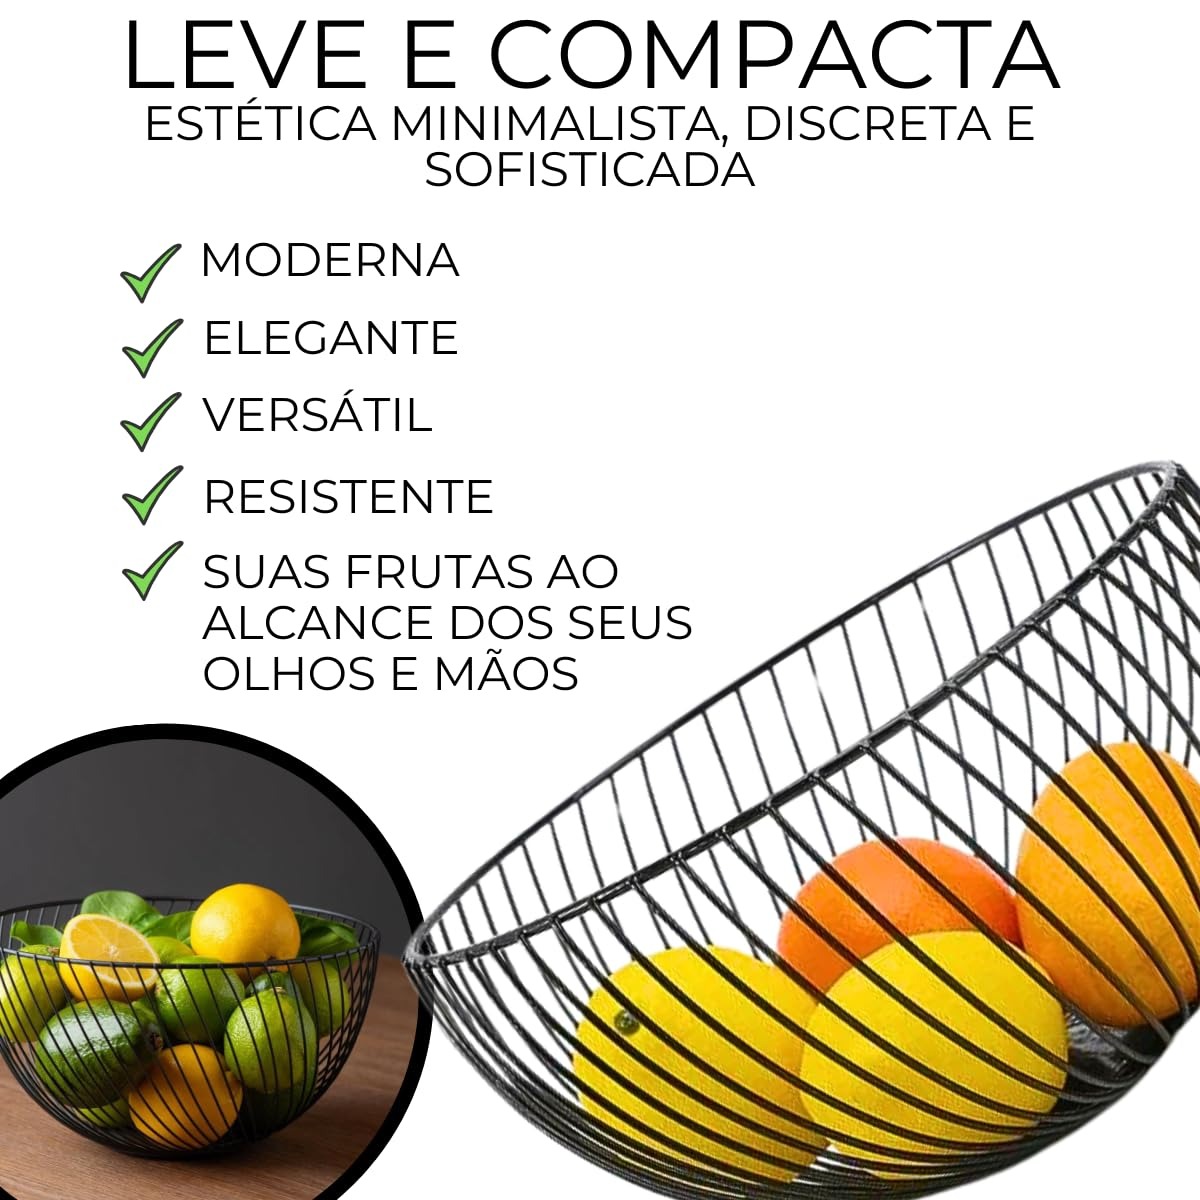 LEVE E COMPACTA
ESTÉTICA MINIMALISTA, DISCRETA E
SOFISTICADA
MODERNA
ELEGANTE
VERSÁTIL
RESISTENTE
SUAS FRUTAS AO
ALCANCE DOS SEUS
OLHOS E MÃOS